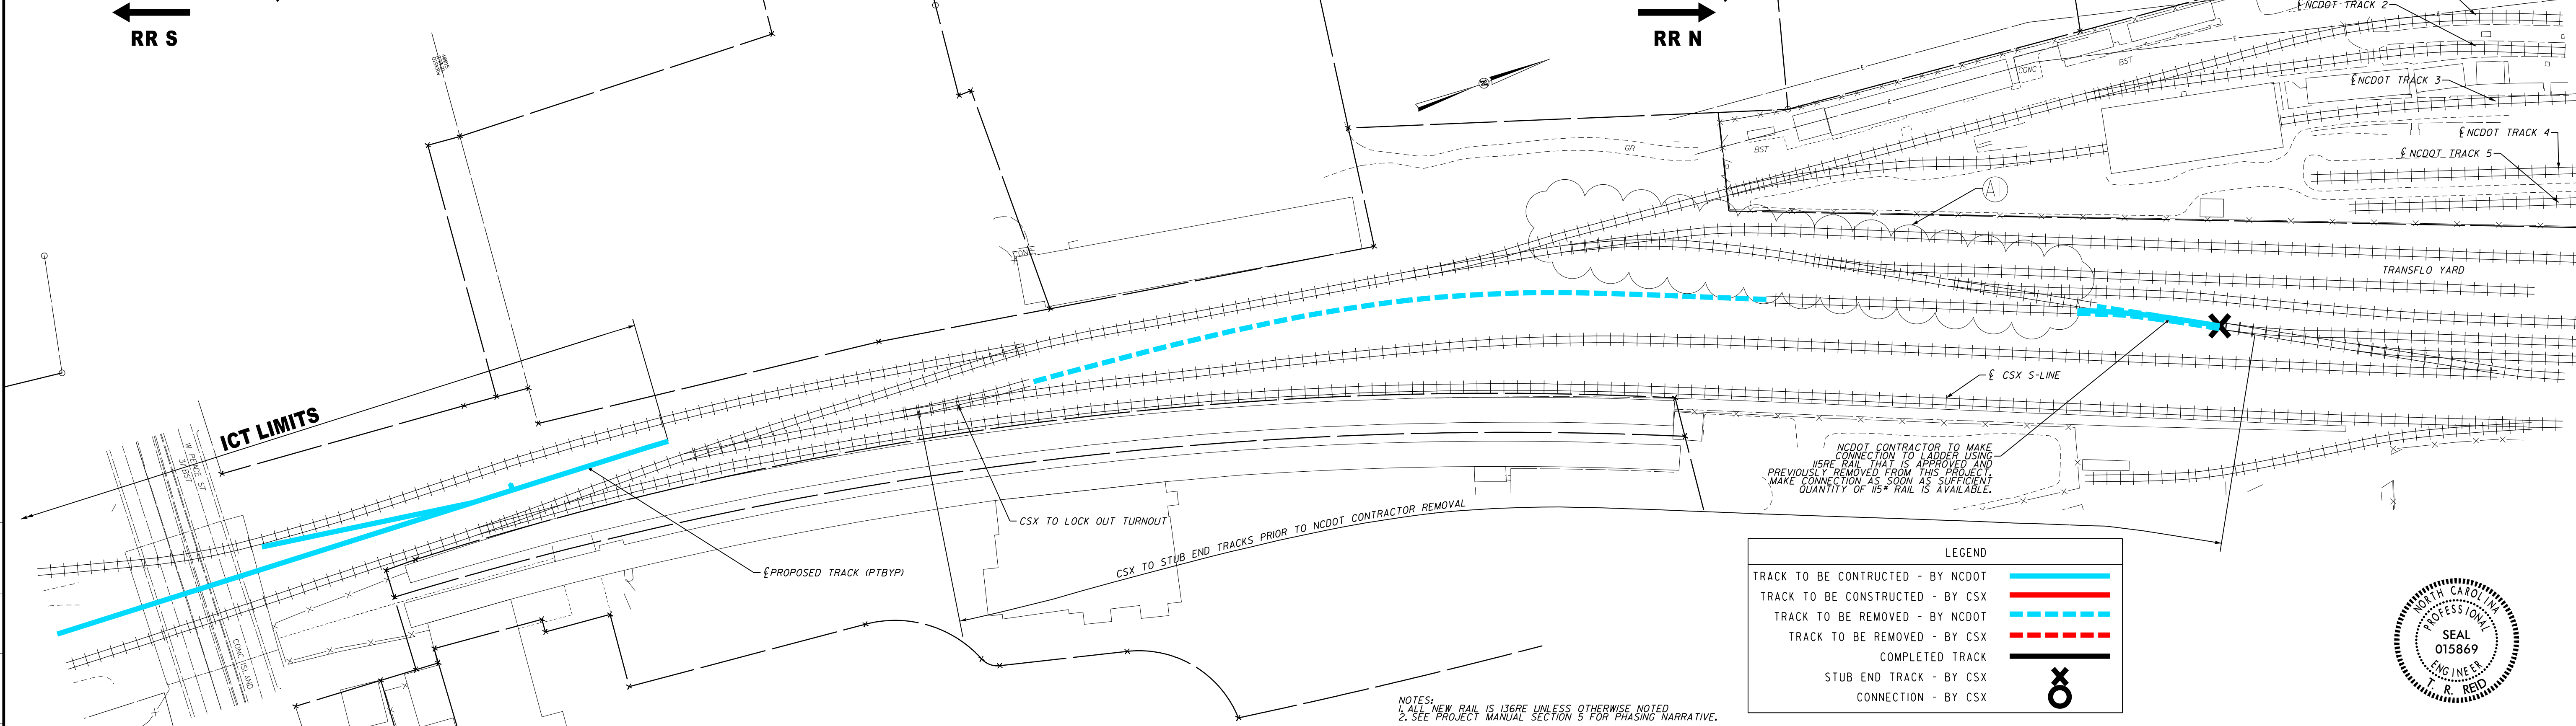 RR S
RR N
℄ NCDOT TRACK 2
℄ NCDOT TRACK 3
℄ NCDOT TRACK 4
℄ NCDOT TRACK 5
E
E
E
CONC
BST
BST
GR
A1
CONC
TRANSFLO YARD
ICT LIMITS
W PEACE ST
37'BST
CONC ISLAND
℄ CSX S-LINE
NCDOT CONTRACTOR TO MAKE
CONNECTION TO LADDER USING
115RE RAIL THAT IS APPROVED AND
PREVIOUSLY REMOVED FROM THIS PROJECT.
MAKE CONNECTION AS SOON AS SUFFICIENT
QUANTITY OF 115# RAIL IS AVAILABLE.
CSX TO LOCK OUT TURNOUT
CSX TO STUB END TRACKS PRIOR TO NCDOT CONTRACTOR REMOVAL
℄ PROPOSED TRACK (PTBYP)
LEGEND
TRACK TO BE CONTRUCTED - BY NCDOT
TRACK TO BE CONSTRUCTED - BY CSX
TRACK TO BE REMOVED - BY NCDOT
TRACK TO BE REMOVED - BY CSX
COMPLETED TRACK
STUB END TRACK - BY CSX
CONNECTION - BY CSX
NOTES:
1. ALL NEW RAIL IS 136RE UNLESS OTHERWISE NOTED
2. SEE PROJECT MANUAL SECTION 5 FOR PHASING NARRATIVE.
NORTH CAROLINA
PROFESSIONAL
SEAL
015869
ENGINEER
T. R. REID